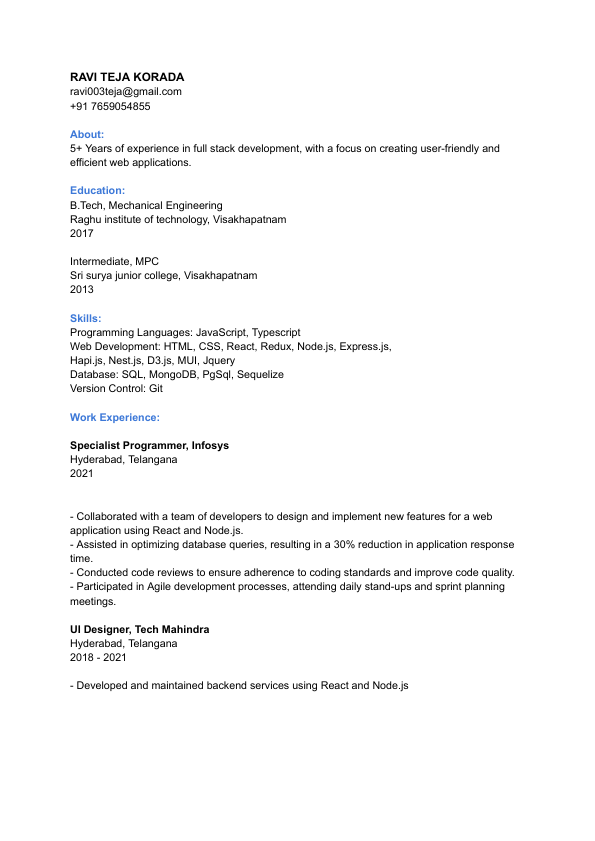 RAVI TEJA KORADA
ravi003teja@gmail.com
+91 7659054855
About:
5+ Years of experience in full stack development, with a focus on creating user-friendly and
efficient web applications.
Education:
B.Tech, Mechanical Engineering
Raghu institute of technology, Visakhapatnam
2017
Intermediate, MPC
Sri surya junior college, Visakhapatnam
2013
Skills:
Programming Languages: JavaScript, Typescript
Web Development: HTML, CSS, React, Redux, Node.js, Express.js,
Hapi.js, Nest.js, D3.js, MUI, Jquery
Database: SQL, MongoDB, PgSql, Sequelize
Version Control: Git
Work Experience:
Specialist Programmer, Infosys
Hyderabad, Telangana
2021
- Collaborated with a team of developers to design and implement new features for a web
application using React and Node.js.
- Assisted in optimizing database queries, resulting in a 30% reduction in application response
time.
- Conducted code reviews to ensure adherence to coding standards and improve code quality.
- Participated in Agile development processes, attending daily stand-ups and sprint planning
meetings.
UI Designer, Tech Mahindra
Hyderabad, Telangana
2018 - 2021
- Developed and maintained backend services using React and Node.js